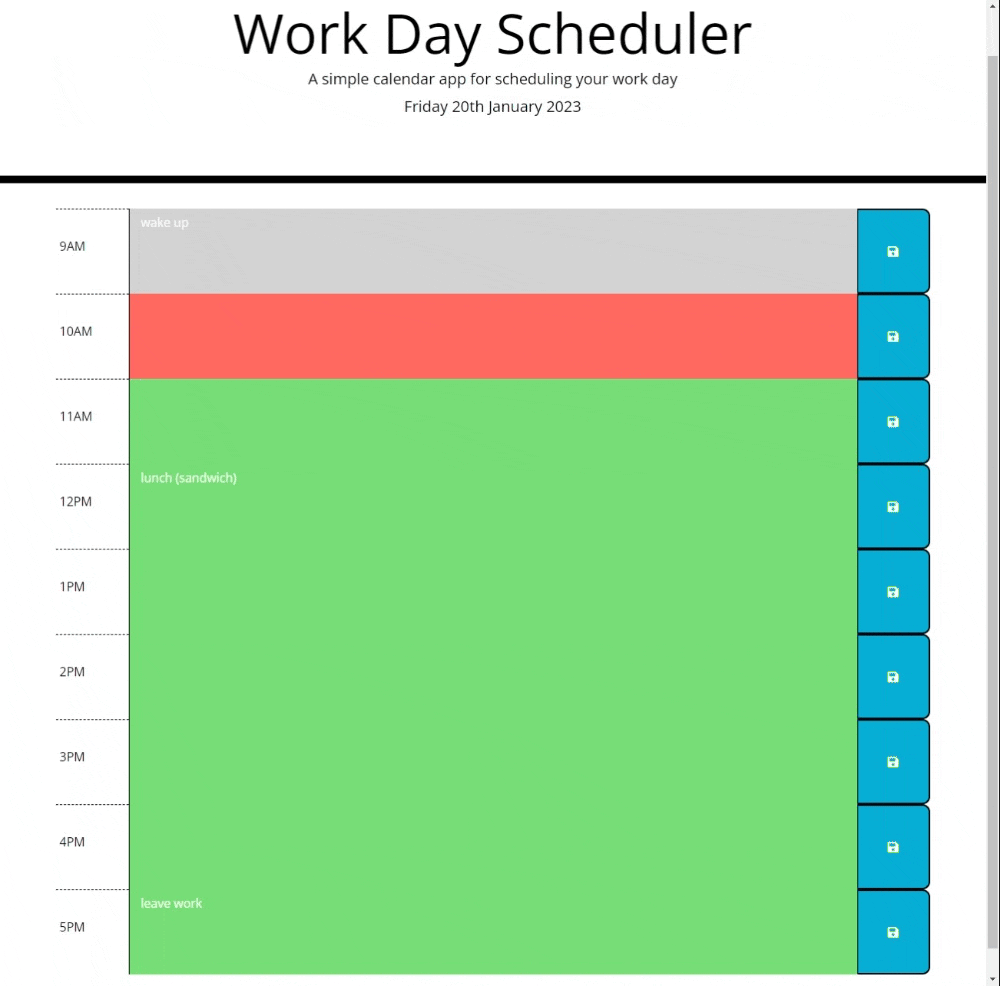 Work Day Scheduler
A simple calendar app for scheduling your work day
Friday 20th January 2023
wake up
9AM
10AM
11AM
lunch (sandwich)
12PM
1PM
2PM
3PM
4PM
leave work
5PM